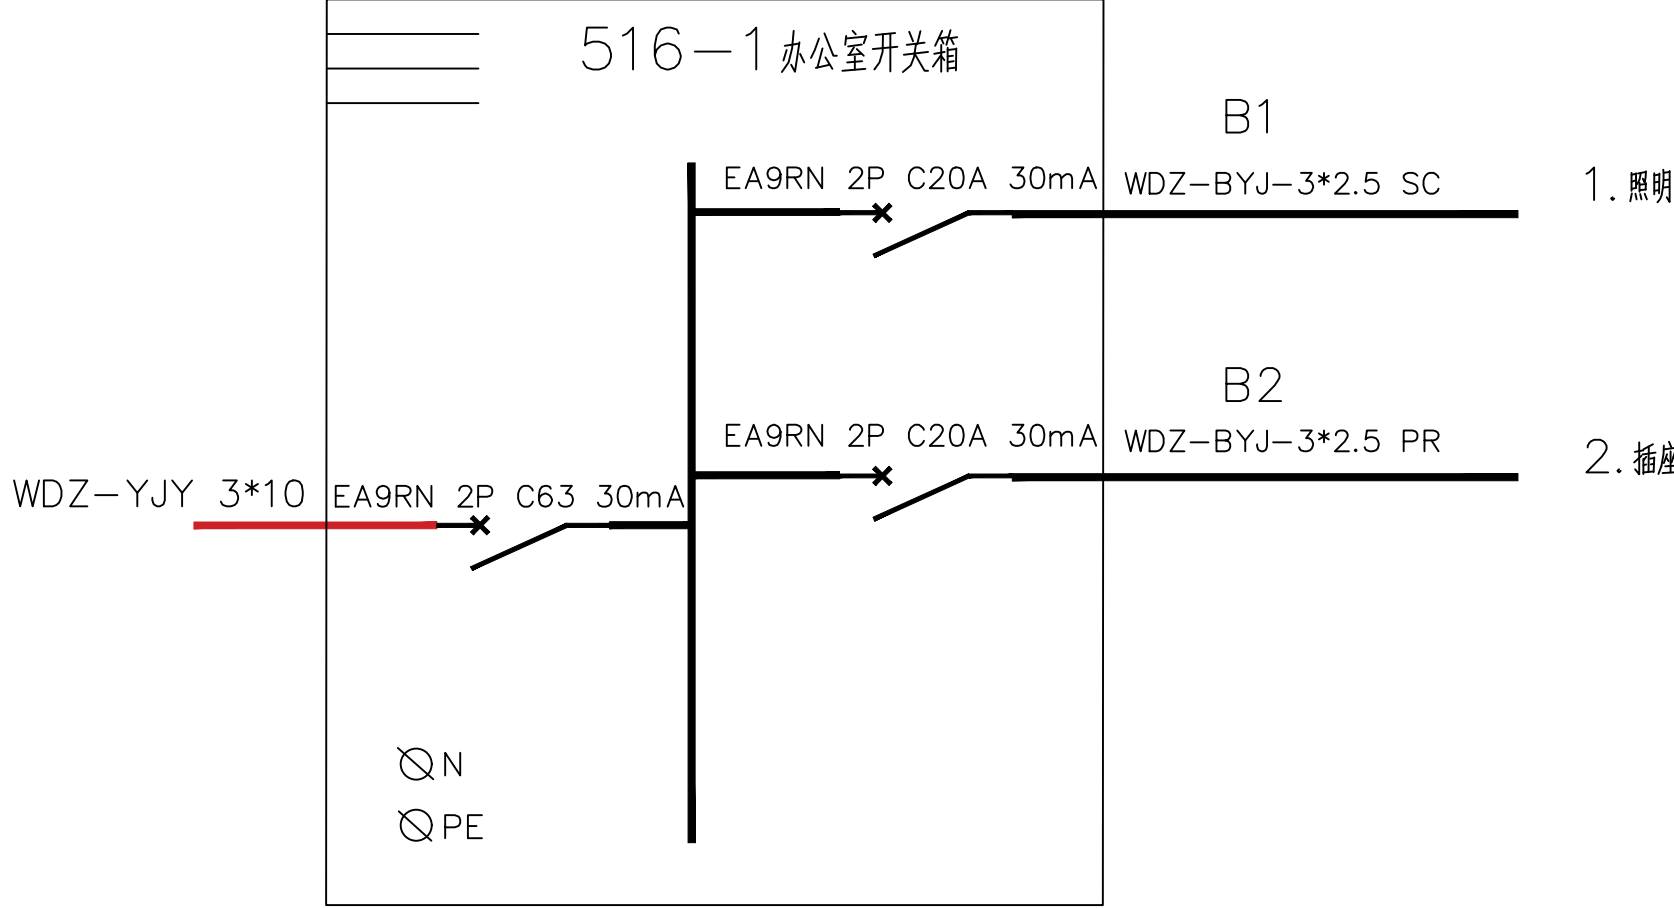 516-1 办公室开关箱
B1
EA9RN 2P C20A 30mA
WDZ-BYJ-3*2.5 SC
1.照明
B2
EA9RN 2P C20A 30mA
WDZ-BYJ-3*2.5 PR
2.插座
WDZ-YJY 3*10
EA9RN 2P C63 30mA
N
PE